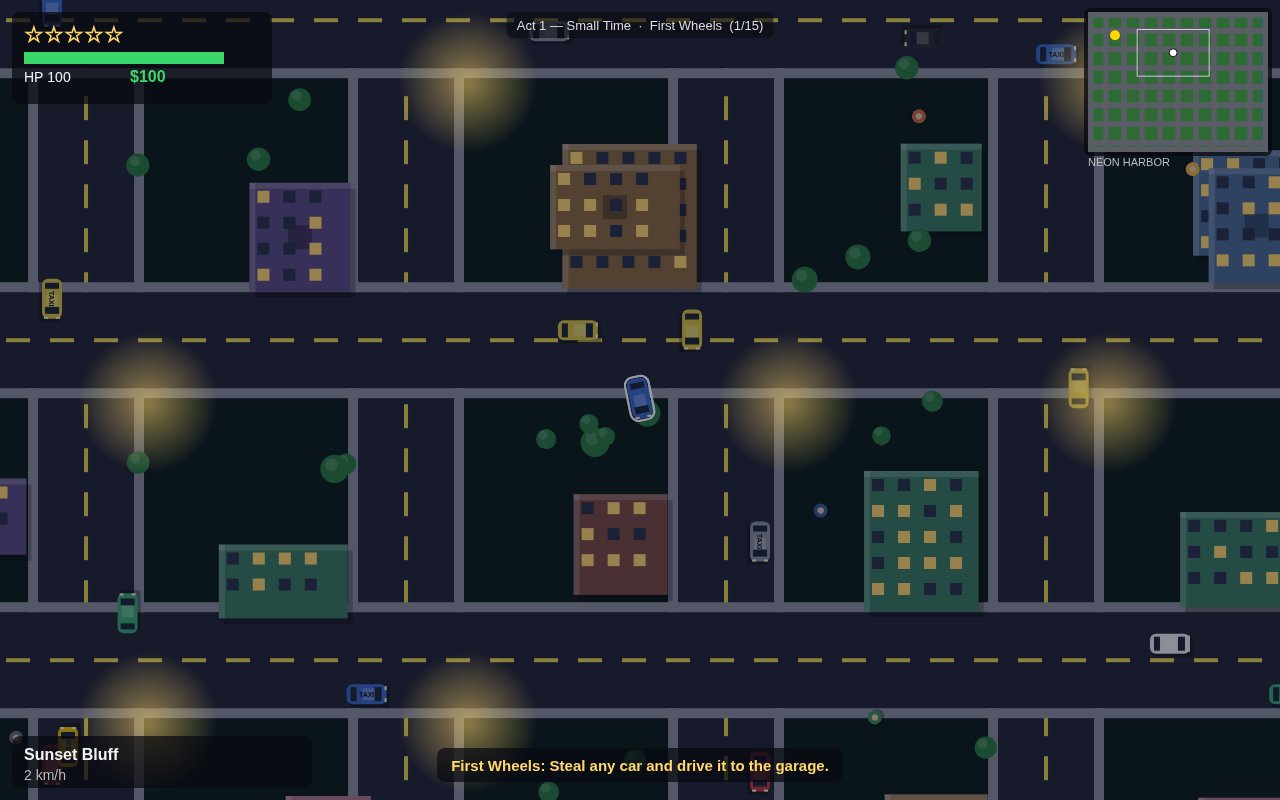 Act 1 — Small Time · First Wheels (1/15)
HP 100
$100
TAXI
NEON HARBOR
TAXI
TAXI
TAXI
Sunset Bluff
2 km/h
First Wheels: Steal any car and drive it to the garage.